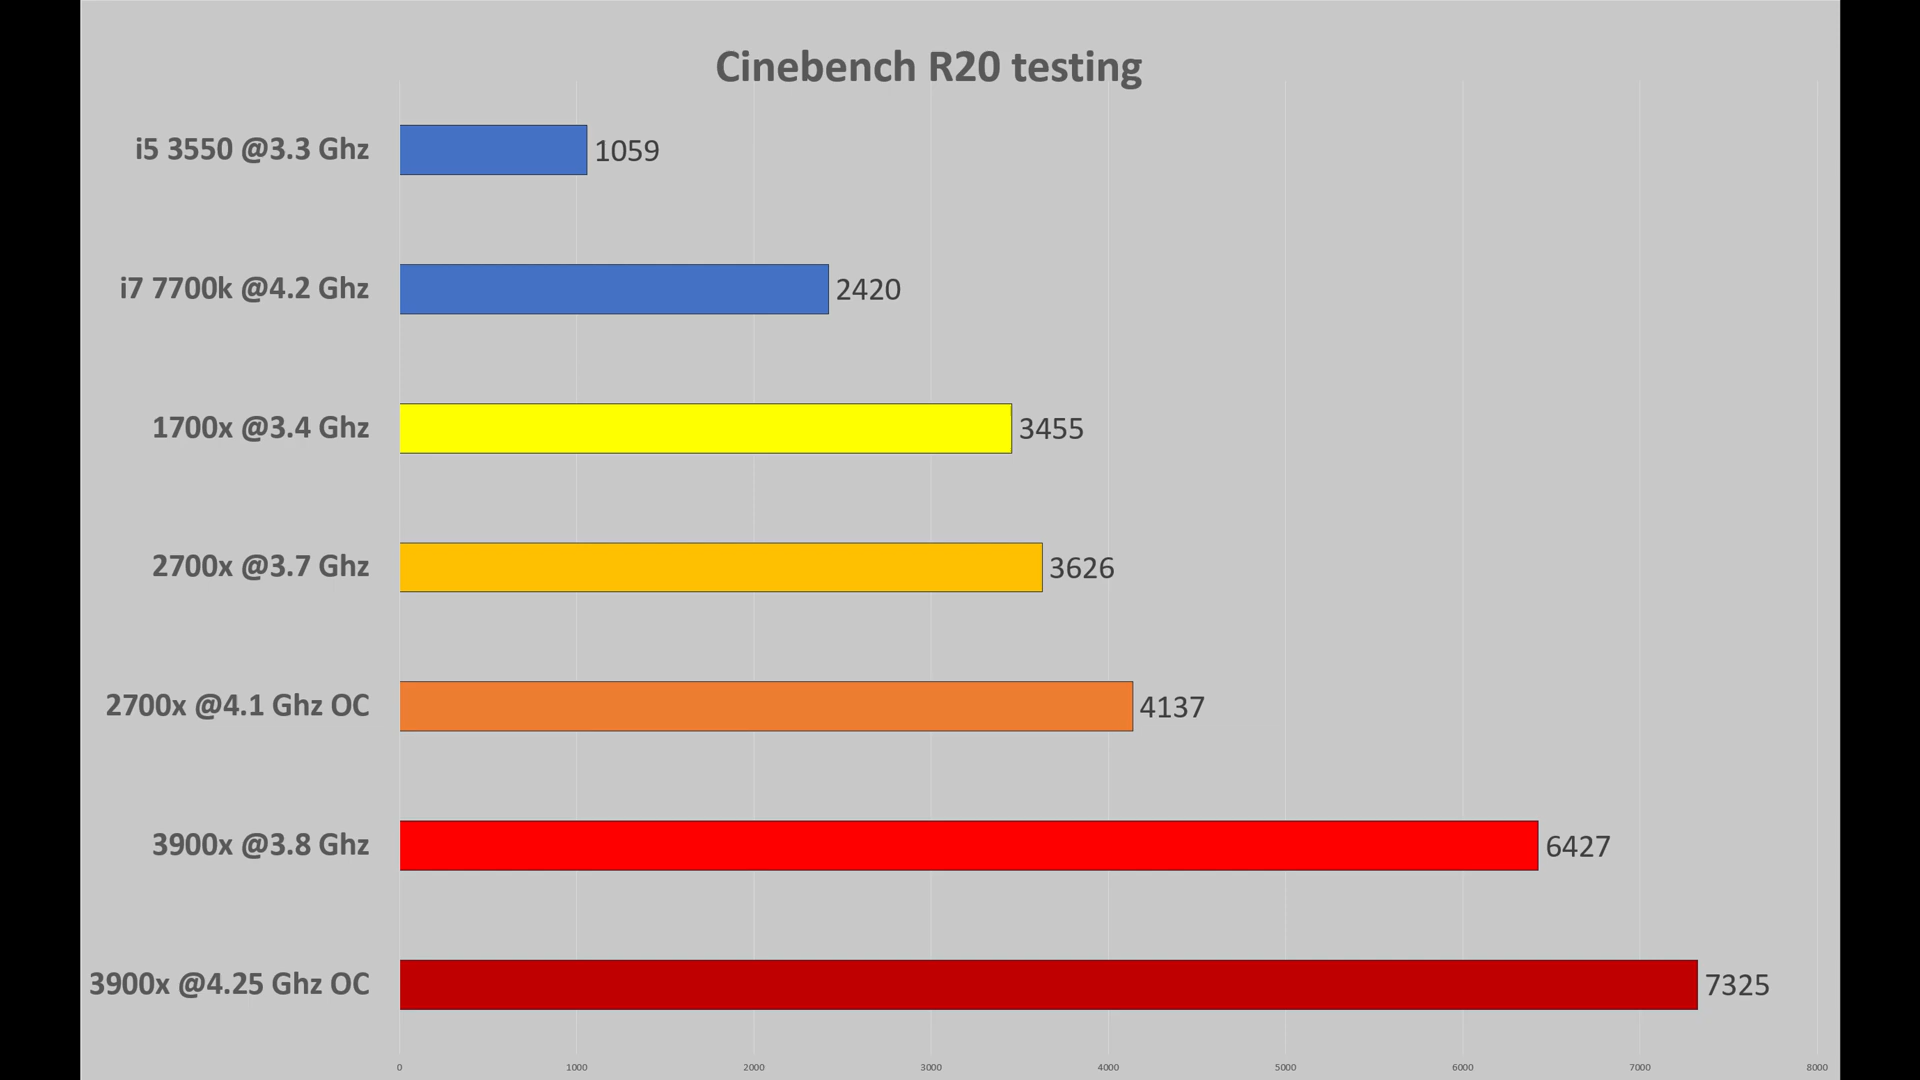 Cinebench R20 testing
i5 3550 @3.3 Ghz 1059
i7 7700k @4.2 Ghz 2420
1700x @3.4 Ghz 3455
2700x @3.7 Ghz 3626
2700x @4.1 Ghz OC 4137
3900x @3.8 Ghz 6427
3900x @4.25 Ghz OC 7325
0 1000 2000 3000 4000 5000 6000 7000 8000